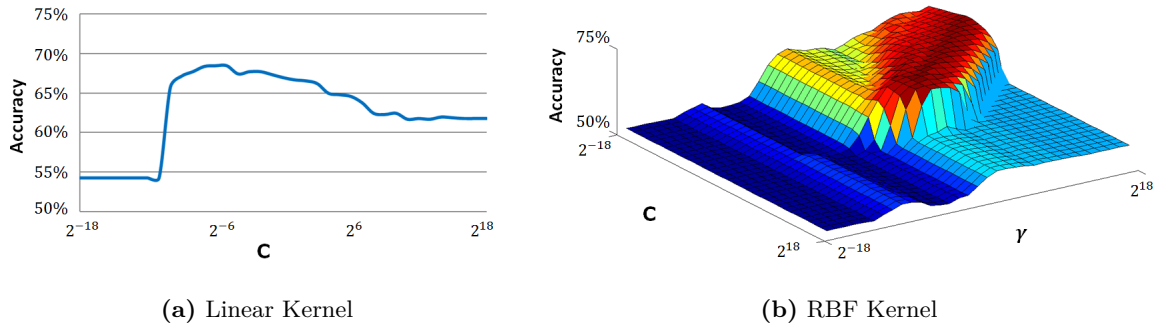 75%
70%
65%
60%
55%
50%
Accuracy
2^-18
2^-6
2^6
2^18
C
(a) Linear Kernel
75%
50%
Accuracy
2^-18
C
2^18
2^-18
γ
2^18
(b) RBF Kernel